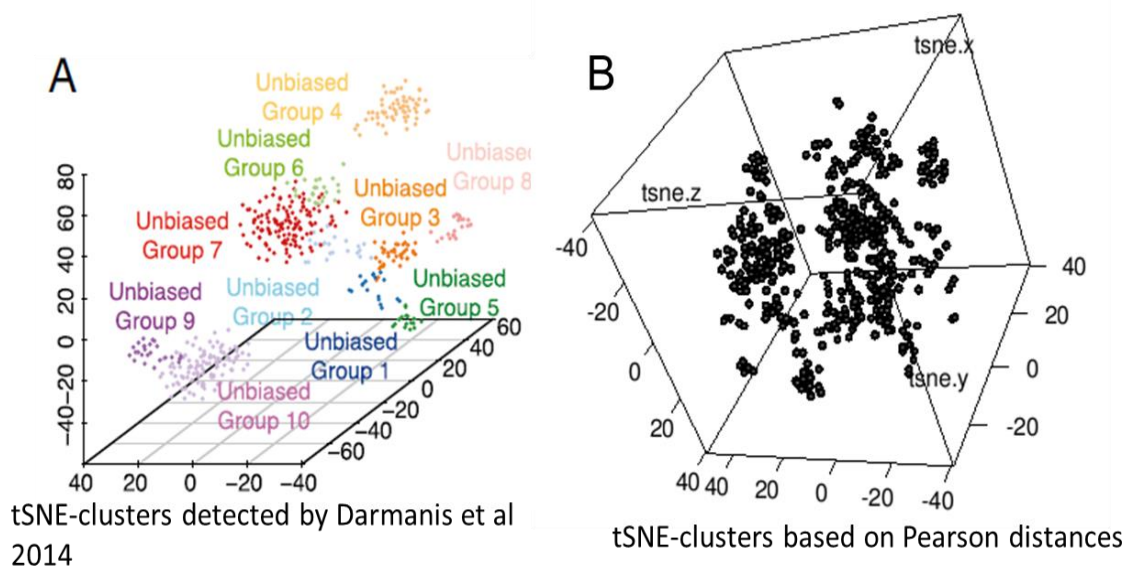 A
Unbiased
Group 4
Unbiased
Group 6
Unbiased
Group 8
Unbiased
Group 3
Unbiased
Group 7
Unbiased
Group 5
Unbiased
Group 2
Unbiased
Group 9
Unbiased
Group 1
Unbiased
Group 10
80
60
40
20
0
-20
-40
40 20 0 -20 -40
-60
-40
-20
0
20
40
60
tSNE-clusters detected by Darmanis et al
2014
B
tsne.x
tsne.z
tsne.y
-40
-20
0
20
40
40 20 0 -20 -40
40
20
0
-20
tSNE-clusters based on Pearson distances